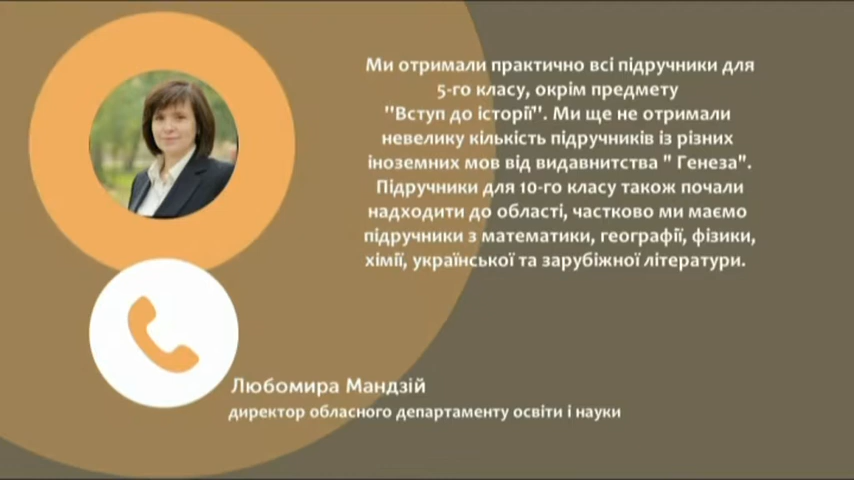 Ми отримали практично всі підручники для
5-го класу, окрім предмету
"Вступ до історії". Ми ще не отримали
невелику кількість підручників із різних
іноземних мов від видавнитства " Генеза".
Підручники для 10-го класу також почали
надходити до області, частково ми маємо
підручники з математики, географії, фізики,
хімії, української та зарубіжної літератури.
Любомира Мандзій
директор обласного департаменту освіти і науки